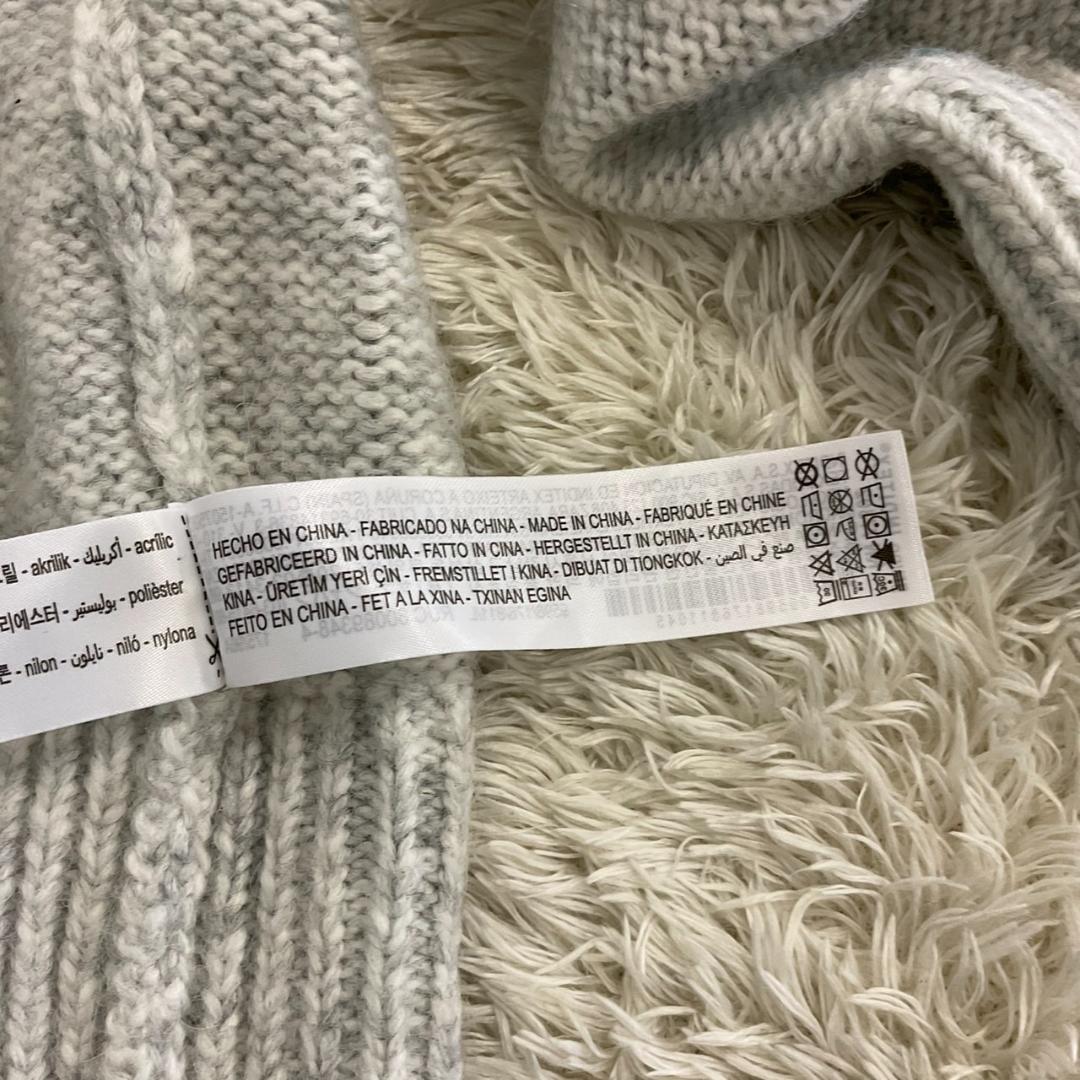 릴 - akrilik - أكريليك - acrílic
리에스터 - بوليستير - polièster
론 - nilon - نايلون - niló - nylona
HECHO EN CHINA - FABRICADO NA CHINA - MADE IN CHINA - FABRIQUÉ EN CHINE
GEFABRICEERD IN CHINA - FATTO IN CINA - HERGESTELLT IN CHINA - ΚΑΤΑΣΚΕΥΗ
ΚΙΝΑ - ÜRETİM YERİ ÇİN - FREMSTILLET I KINA - DIBUAT DI TIONGKOK - صنع في الصين
FEITO EN CHINA - FET A LA XINA - TXINAN EGINA